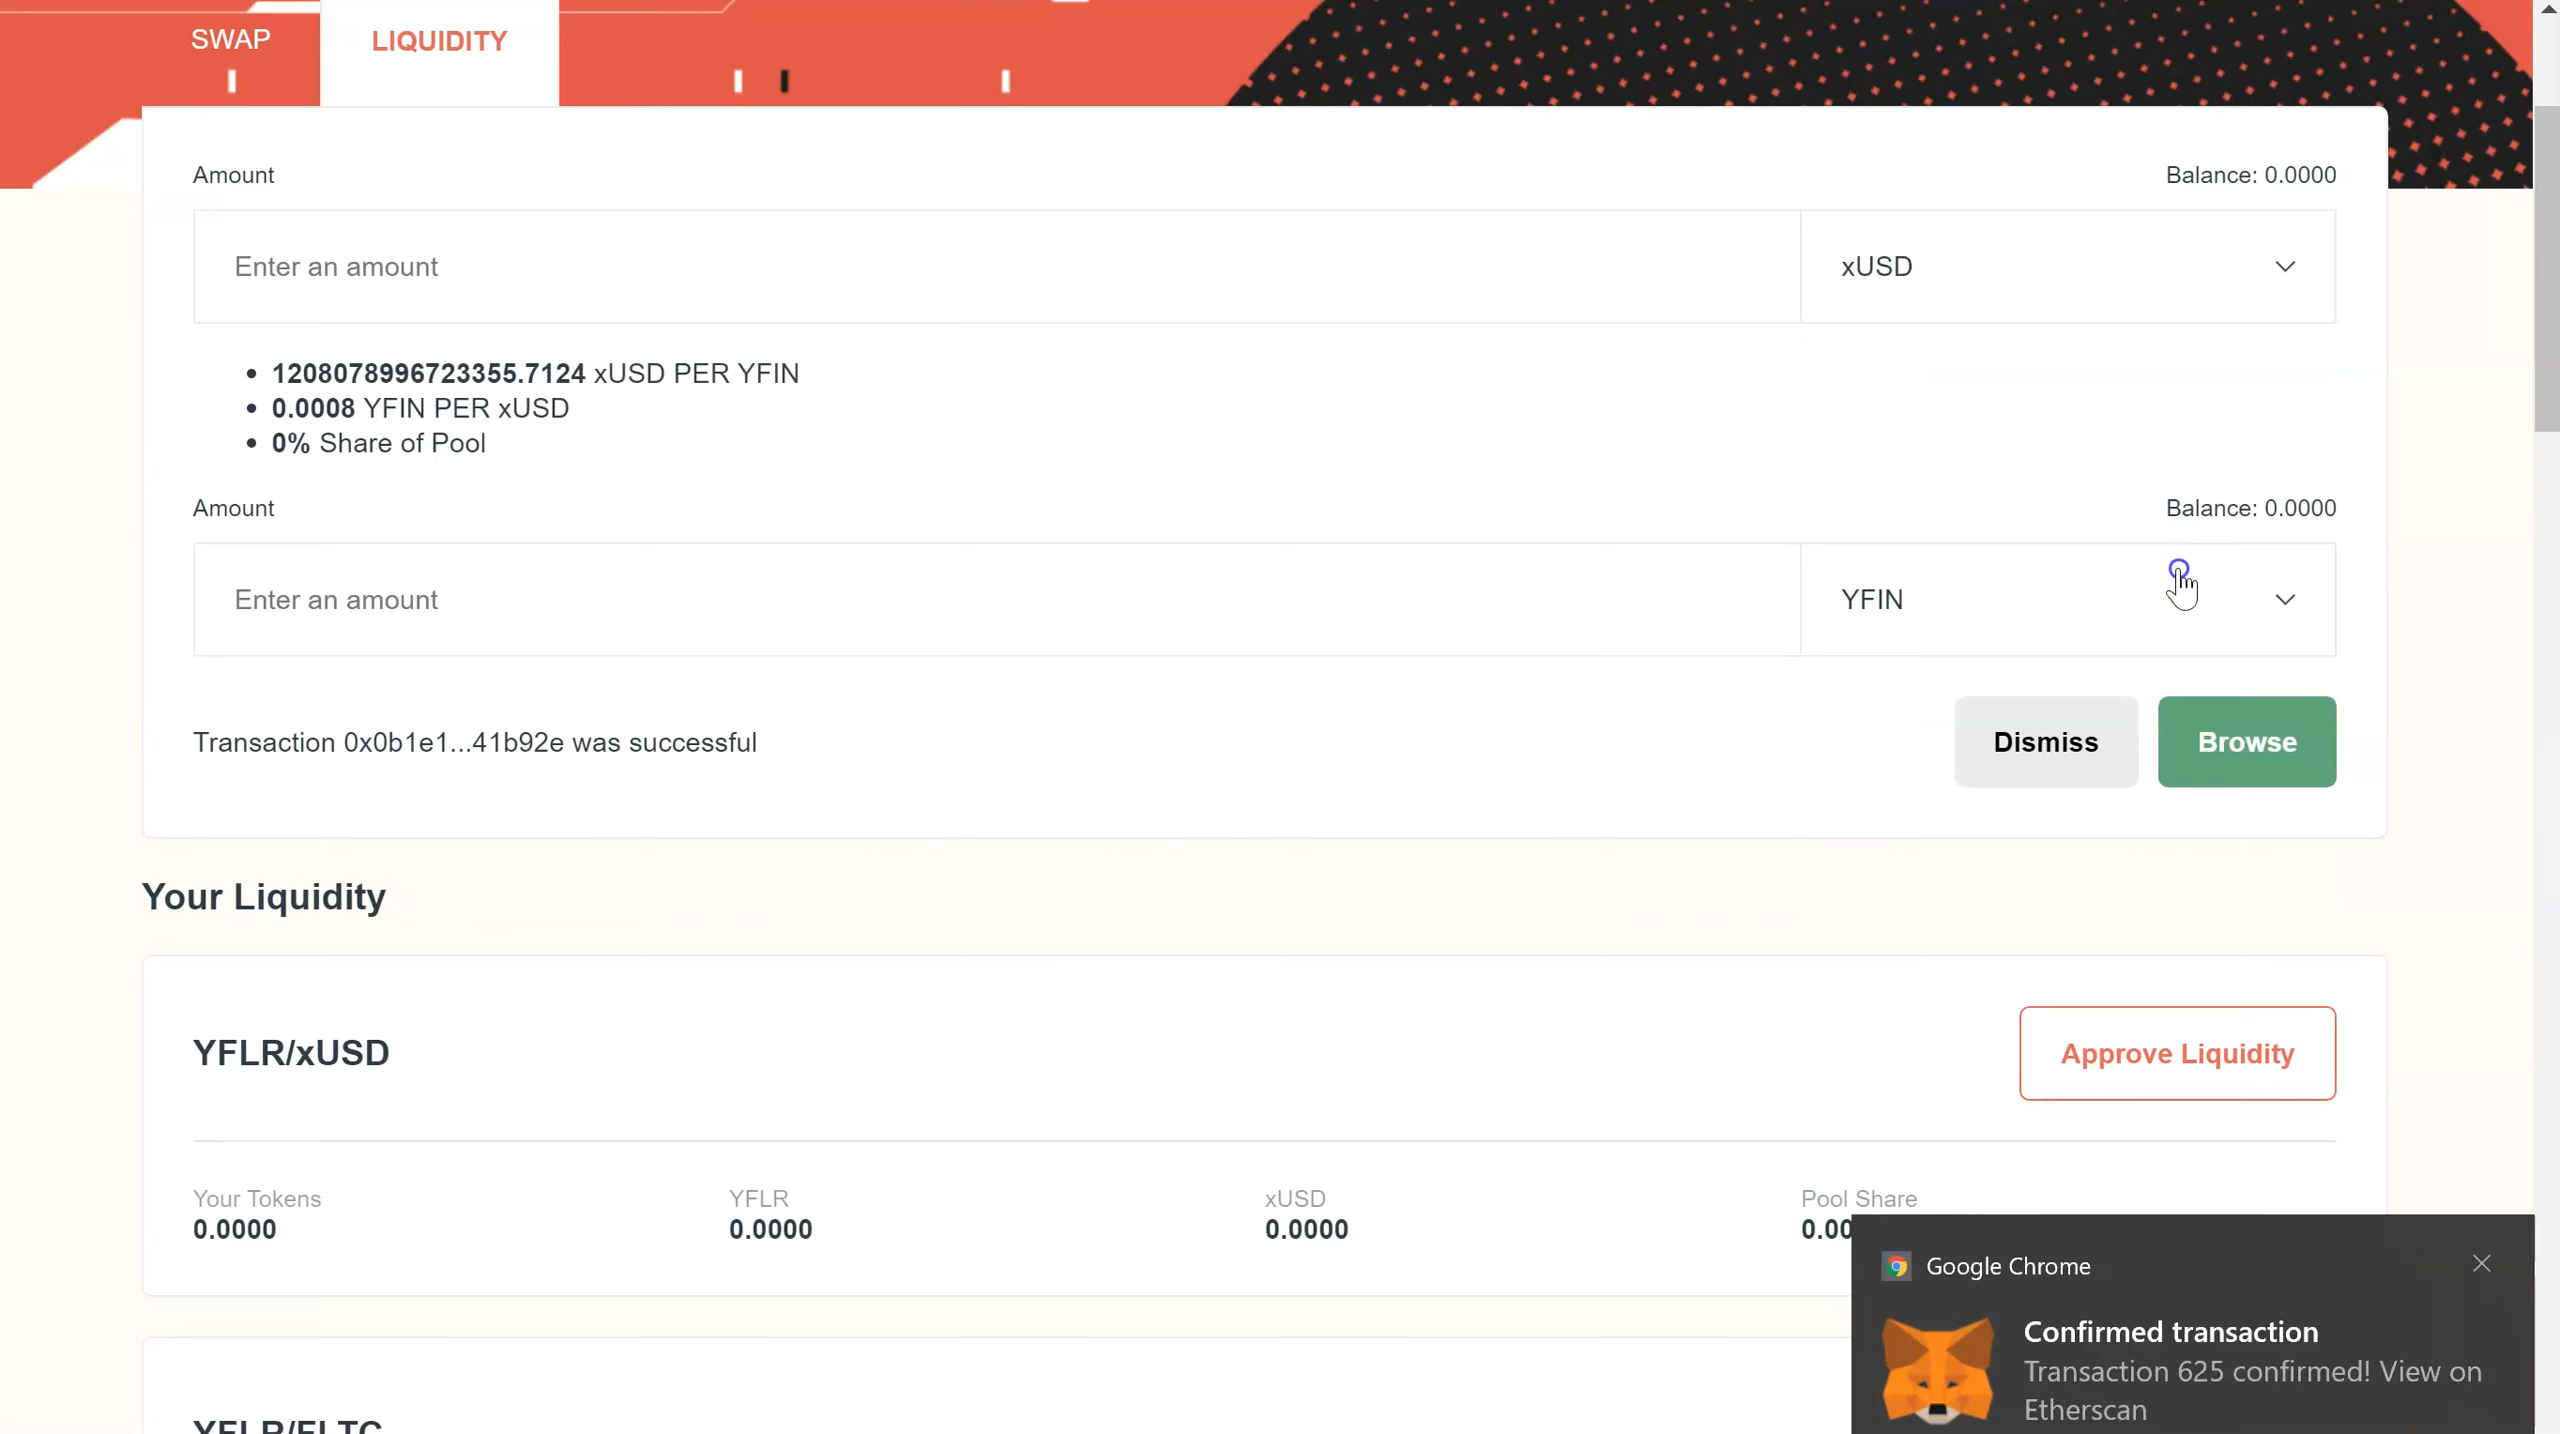 SWAP
LIQUIDITY
Amount
Balance: 0.0000
Enter an amount
xUSD
1208078996723355.7124 xUSD PER YFIN
0.0008 YFIN PER xUSD
0% Share of Pool
Amount
Balance: 0.0000
Enter an amount
YFIN
Transaction 0x0b1e1...41b92e was successful
Dismiss
Browse
Your Liquidity
YFLR/xUSD
Approve Liquidity
Your Tokens
YFLR
xUSD
Pool Share
0.0000
0.0000
0.0000
0.00
Google Chrome
Confirmed transaction
Transaction 625 confirmed! View on
Etherscan